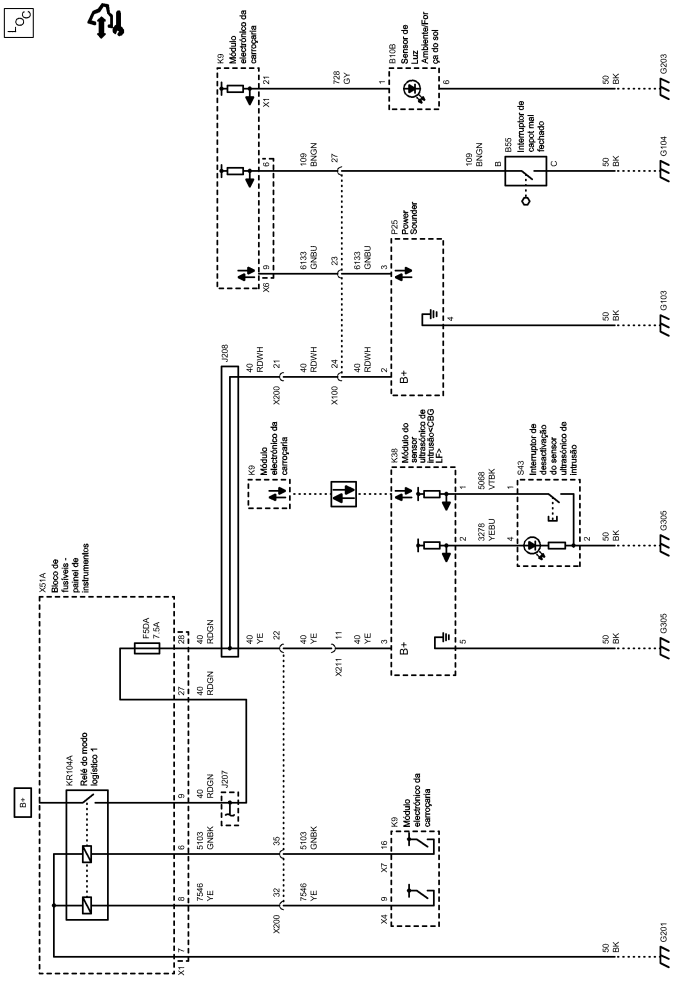 LOC
B+
X51A
Bloco de
fusíveis -
painel de
instrumentos
KR104A
Relé do modo
logístico 1
F5DA
7.5A
X1
7
8
6
9
27
28
7546
YE
5103
GNBK
40
RDGN
J207
40
RDGN
40
RDGN
J208
X200
32
35
22
7546
YE
5103
GNBK
40
YE
40
YE
11
X211
40
YE
X4
9
X7
16
K9
Módulo
electrónico da
carroçaria
K9
Módulo
electrónico da
carroçaria
3
2
1
5
B+
K38
Módulo do
sensor
ultrasónico de
intrusão<CBG
LF>
3278
YEBU
5068
VTBK
4
1
2
S43
Interruptor de
desactivação
do sensor
ultrasónico de
intrusão
40
RDWH
X200
21
40
RDWH
X100
24
40
RDWH
2
B+
4
3
P25
Power
Sounder
K9
Módulo
electrónico da
carroçaria
X6
9
6
X1
21
6133
GNBU
23
6133
GNBU
109
BNGN
27
109
BNGN
B
C
B55
Interruptor de
capot mal
fechado
728
GY
1
6
B10B
Sensor de
Luz
Ambiente/For
ça do sol
50
BK
G201
50
BK
G305
50
BK
G305
50
BK
G103
50
BK
G104
50
BK
G203